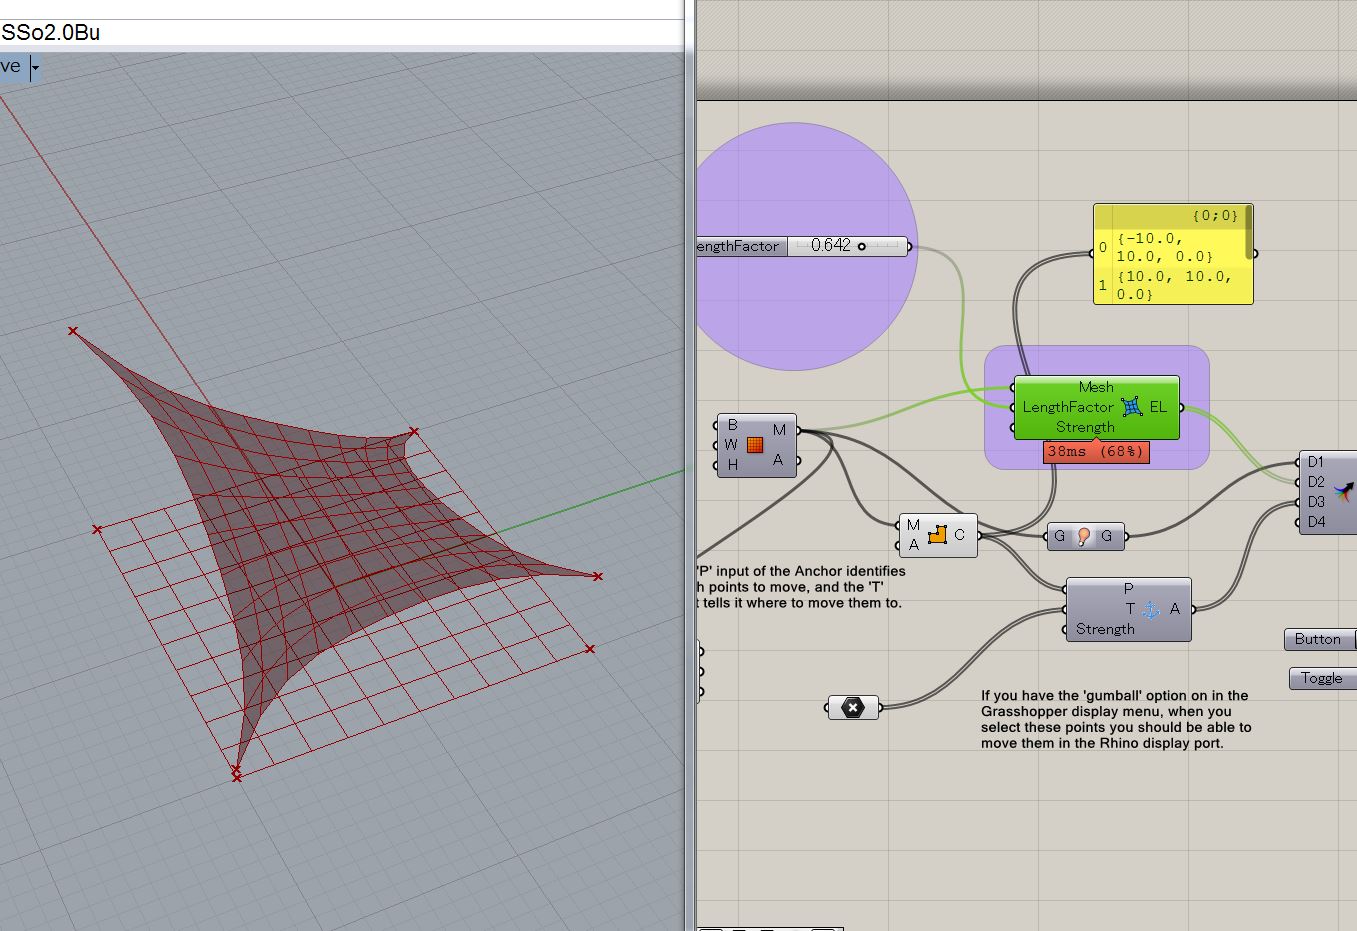 SSo2.0Bu
ve
engthFactor 0.642
{0;0}
0 {-10.0,
10.0, 0.0}
1 {10.0, 10.0,
0.0}
Mesh
LengthFactor EL
Strength
38ms (68%)
B M
W
H A
M C
A
G G
D1
D2
D3
D4
'P' input of the Anchor identifies
h points to move, and the 'T'
t tells it where to move them to.
P
T A
Strength
Button
Toggle
If you have the 'gumball' option on in the
Grasshopper display menu, when you
select these points you should be able to
move them in the Rhino display port.